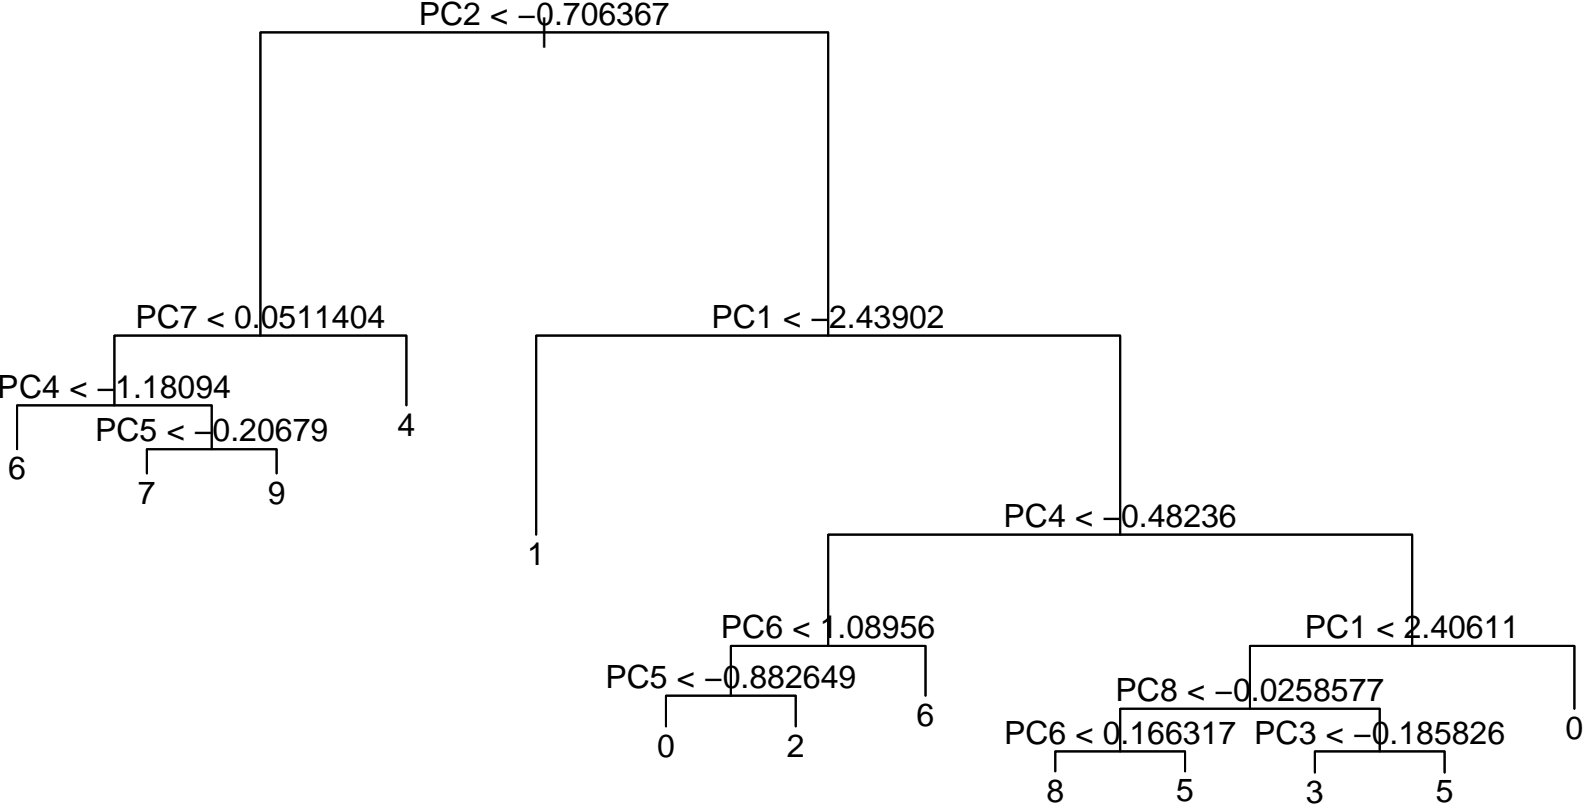 PC2 < −0.706367
PC7 < 0.0511404
PC1 < −2.43902
PC4 < −1.18094
4
PC5 < −0.20679
6
7
9
PC4 < −0.48236
1
PC6 < 1.08956
PC1 < 2.40611
PC5 < −0.882649
PC8 < −0.0258577
6
0
PC6 < 0.166317
PC3 < −0.185826
0
2
8
5
3
5